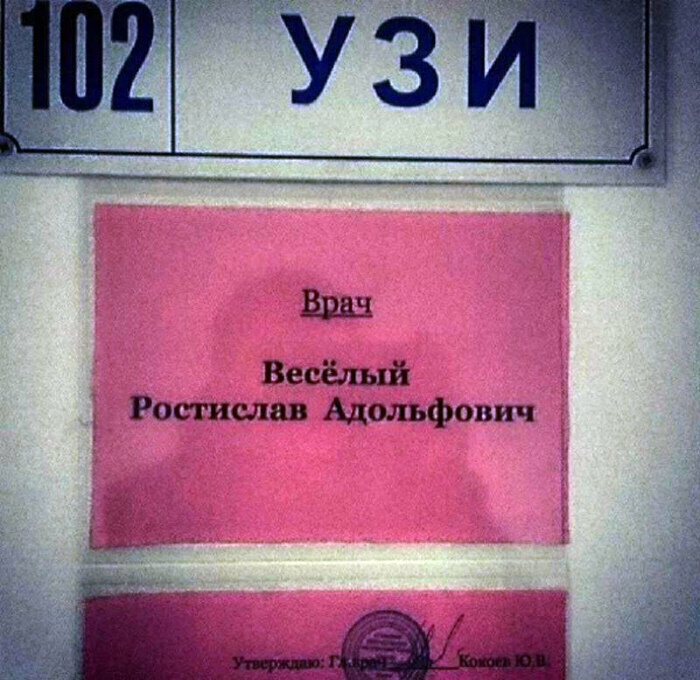 102 УЗИ
Врач
Весёлый
Ростислав Адольфович
Утверждаю: Гл.врач Кокоев Ю.В.